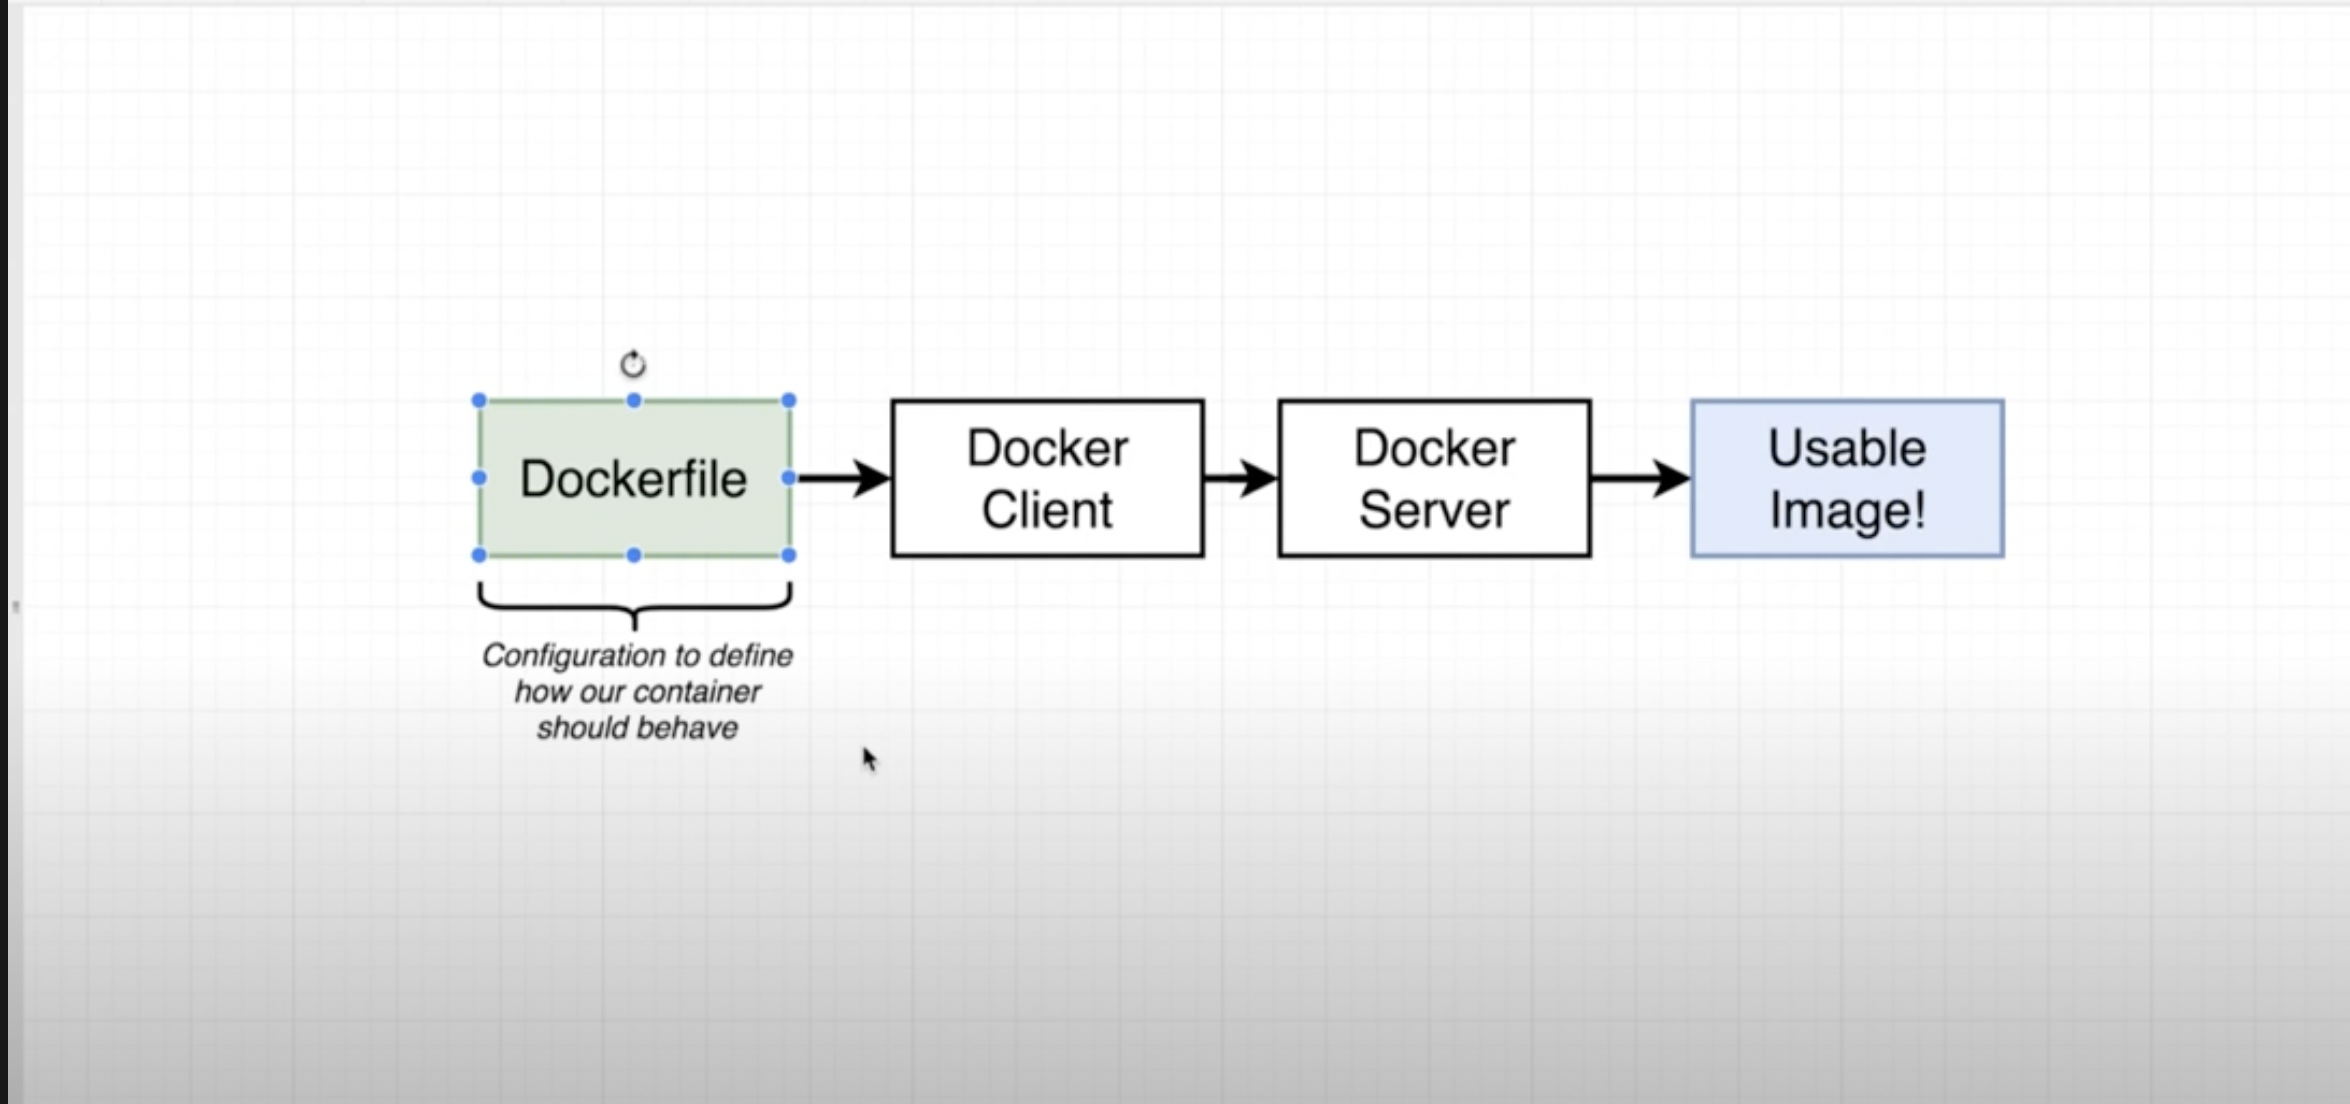 Dockerfile
Docker
Client
Docker
Server
Usable
Image!
Configuration to define
how our container
should behave